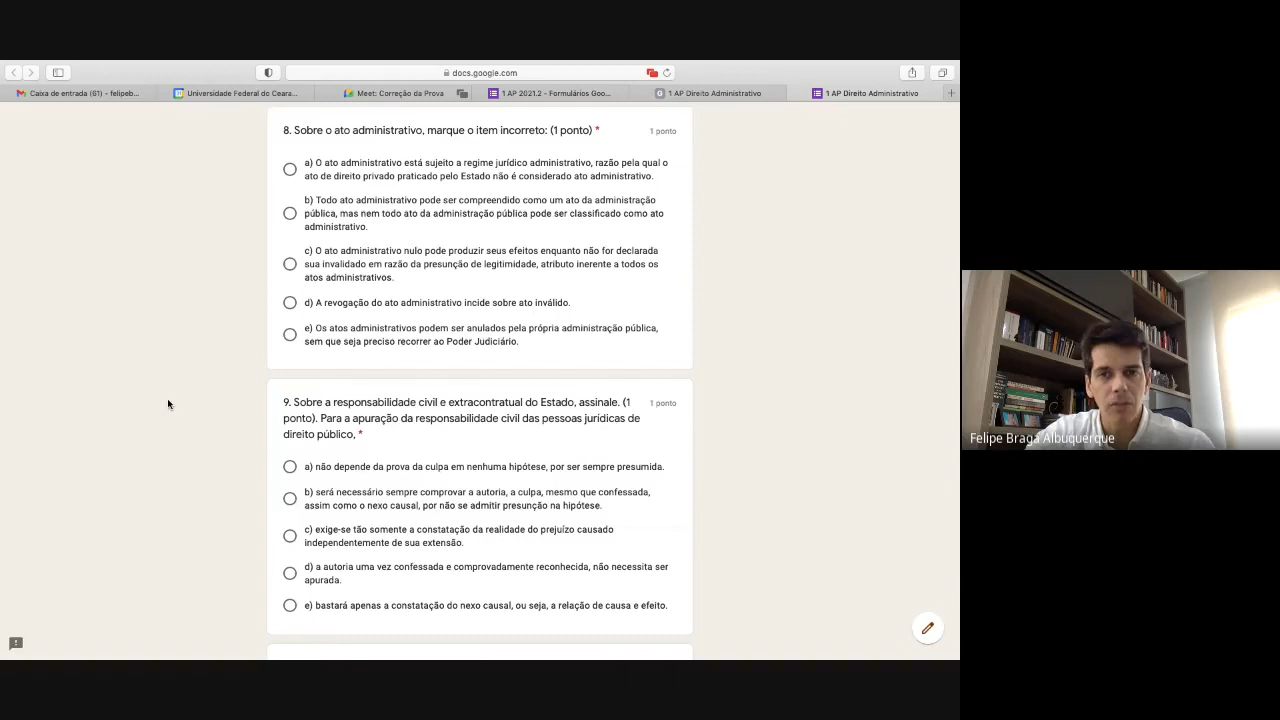 docs.google.com
Caixa de entrada (61) - felipeb...
Universidade Federal do Ceara...
Meet: Correção da Prova
1 AP 2021.2 - Formulários Goo...
G 1 AP Direito Administrativo
1 AP Direito Administrativo
8. Sobre o ato administrativo, marque o item incorreto: (1 ponto) *
1 ponto
a) O ato administrativo está sujeito a regime jurídico administrativo, razão pela qual o
ato de direito privado praticado pelo Estado não é considerado ato administrativo.
b) Todo ato administrativo pode ser compreendido como um ato da administração
pública, mas nem todo ato da administração pública pode ser classificado como ato
administrativo.
c) O ato administrativo nulo pode produzir seus efeitos enquanto não for declarada
sua invalidado em razão da presunção de legitimidade, atributo inerente a todos os
atos administrativos.
d) A revogação do ato administrativo incide sobre ato inválido.
e) Os atos administrativos podem ser anulados pela própria administração pública,
sem que seja preciso recorrer ao Poder Judiciário.
9. Sobre a responsabilidade civil e extracontratual do Estado, assinale. (1
1 ponto
ponto). Para a apuração da responsabilidade civil das pessoas jurídicas de
direito público, *
a) não depende da prova da culpa em nenhuma hipótese, por ser sempre presumida.
b) será necessário sempre comprovar a autoria, a culpa, mesmo que confessada,
assim como o nexo causal, por não se admitir presunção na hipótese.
c) exige-se tão somente a constatação da realidade do prejuízo causado
independentemente de sua extensão.
d) a autoria uma vez confessada e comprovadamente reconhecida, não necessita ser
apurada.
e) bastará apenas a constatação do nexo causal, ou seja, a relação de causa e efeito.
Felipe Braga Albuquerque